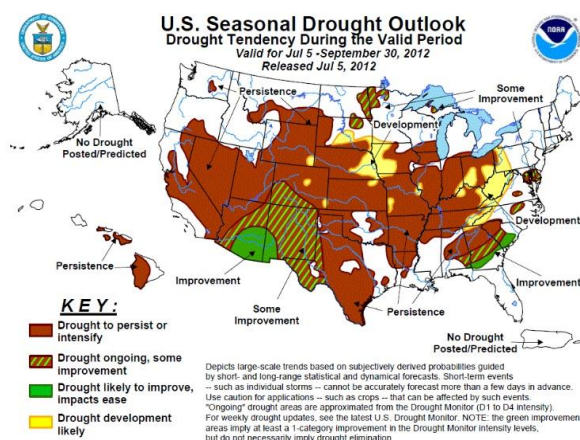 U.S. Seasonal Drought Outlook
Drought Tendency During the Valid Period
Valid for Jul 5 -September 30, 2012
Released Jul 5, 2012
NOAA
Persistence
Some
Improvement
Development
No Drought
Posted/Predicted
Development
Persistence
Improvement
Improvement
Some
Improvement
Persistence
No Drought
Posted/Predicted
KEY:
Drought to persist or
intensify
Drought ongoing, some
improvement
Drought likely to improve,
impacts ease
Drought development
likely
Depicts large-scale trends based on subjectively derived probabilities guided
by short- and long-range statistical and dynamical forecasts. Short-term events
-- such as individual storms -- cannot be accurately forecast more than a few days in advance.
Use caution for applications -- such as crops -- that can be affected by such events.
"Ongoing" drought areas are approximated from the Drought Monitor (D1 to D4 intensity).
For weekly drought updates, see the latest U.S. Drought Monitor. NOTE: the green improvement
areas imply at least a 1-category improvement in the Drought Monitor intensity levels,
but do not necessarily imply drought elimination.